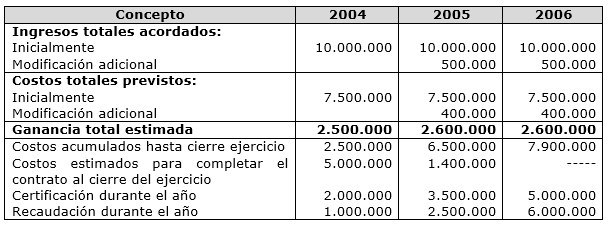 Concepto 2004 2005 2006
Ingresos totales acordados:
Inicialmente 10.000.000 10.000.000 10.000.000
Modificación adicional 500.000 500.000
Costos totales previstos:
Inicialmente 7.500.000 7.500.000 7.500.000
Modificación adicional 400.000 400.000
Ganancia total estimada 2.500.000 2.600.000 2.600.000
Costos acumulados hasta cierre ejercicio 2.500.000 6.500.000 7.900.000
Costos estimados para completar el 5.000.000 1.400.000 -----
contrato al cierre del ejercicio
Certificación durante el año 2.000.000 3.500.000 5.000.000
Recaudación durante el año 1.000.000 2.500.000 6.000.000